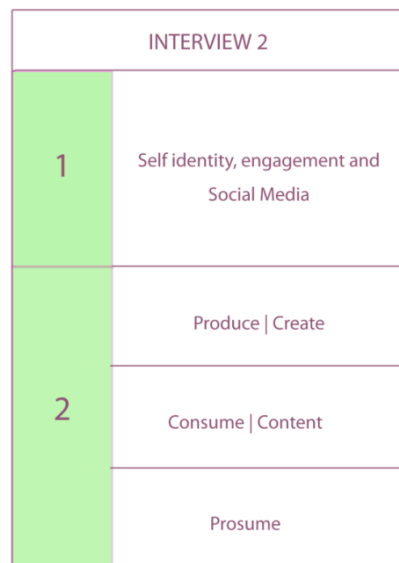 INTERVIEW 2
1
Self identity, engagement and
Social Media
2
Produce | Create
Consume | Content
Prosume